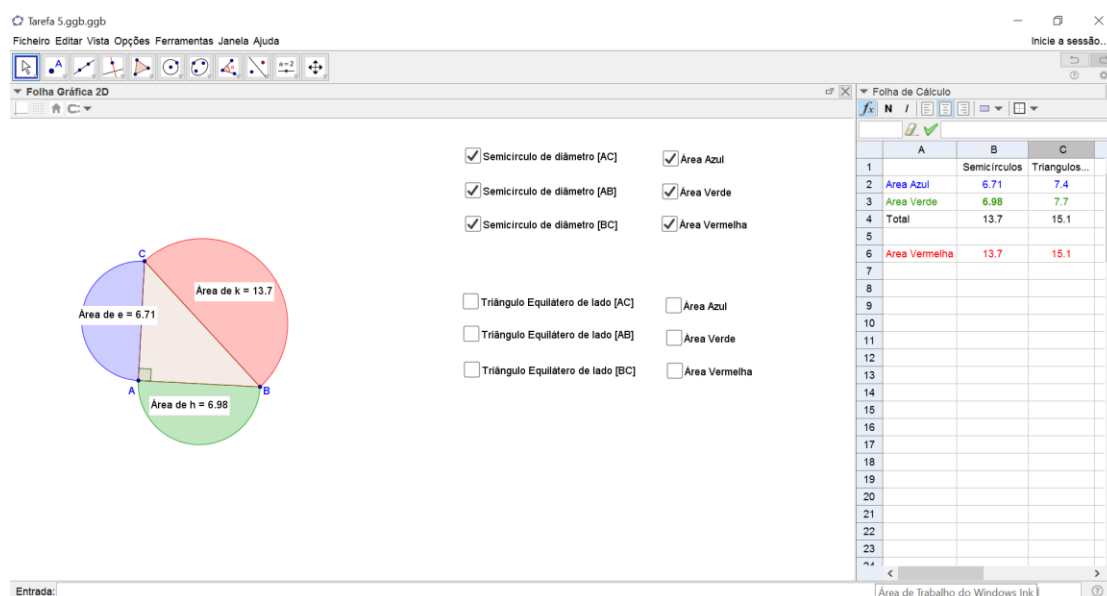 Tarefa 5.ggb.ggb
Ficheiro Editar Vista Opções Ferramentas Janela Ajuda
Inicie a sessão...
A
a=2
Folha Gráfica 2D
Folha de Cálculo
fx N I
Semicírculo de diâmetro [AC]
Área Azul
Semicírculo de diâmetro [AB]
Área Verde
Semicírculo de diâmetro [BC]
Área Vermelha
Triângulo Equilátero de lado [AC]
Área Azul
Triângulo Equilátero de lado [AB]
Área Verde
Triângulo Equilátero de lado [BC]
Área Vermelha
C
Área de k = 13.7
Área de e = 6.71
A
B
Área de h = 6.98
A B C
1 Semicírculos Triangulos...
2 Area Azul 6.71 7.4
3 Area Verde 6.98 7.7
4 Total 13.7 15.1
5
6 Area Vermelha 13.7 15.1
7
8
9
10
11
12
13
14
15
16
17
18
19
20
21
22
23
Entrada:
Área de Trabalho do Windows Ink